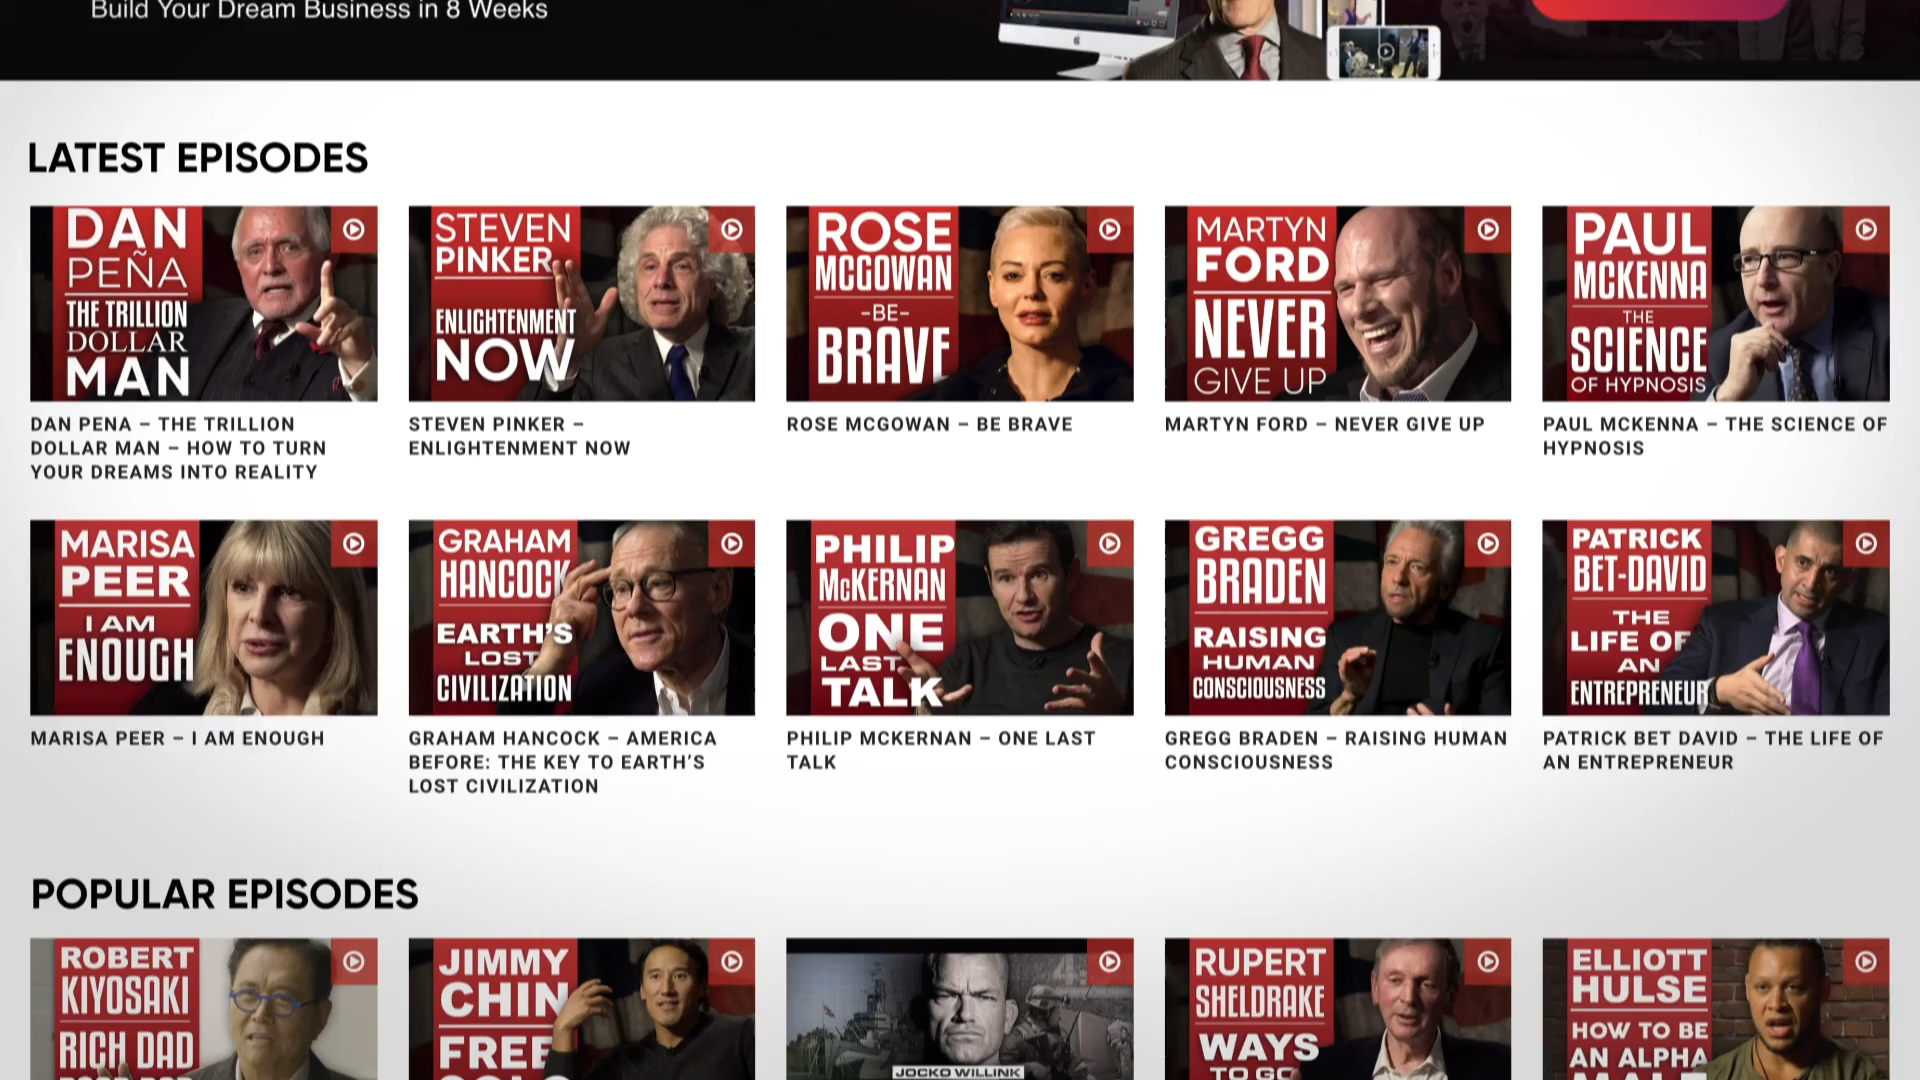 Build Your Dream Business in 8 Weeks
LATEST EPISODES
DAN
PEÑA
THE TRILLION
DOLLAR
MAN
STEVEN
PINKER
ENLIGHTENMENT
NOW
ROSE
MCGOWAN
-BE-
BRAVE
MARTYN
FORD
NEVER
GIVE UP
PAUL
MCKENNA
THE
SCIENCE
OF HYPNOSIS
DAN PENA – THE TRILLION
DOLLAR MAN – HOW TO TURN
YOUR DREAMS INTO REALITY
STEVEN PINKER –
ENLIGHTENMENT NOW
ROSE MCGOWAN – BE BRAVE
MARTYN FORD – NEVER GIVE UP
PAUL MCKENNA – THE SCIENCE OF
HYPNOSIS
MARISA
PEER
I AM
ENOUGH
GRAHAM
HANCOCK
EARTH'S
LOST
CIVILIZATION
PHILIP
McKERNAN
ONE
LAST
TALK
GREGG
BRADEN
RAISING
HUMAN
CONSCIOUSNESS
PATRICK
BET-DAVID
THE
LIFE OF
AN
ENTREPRENEUR
MARISA PEER – I AM ENOUGH
GRAHAM HANCOCK – AMERICA
BEFORE: THE KEY TO EARTH'S
LOST CIVILIZATION
PHILIP MCKERNAN – ONE LAST
TALK
GREGG BRADEN – RAISING HUMAN
CONSCIOUSNESS
PATRICK BET DAVID – THE LIFE OF
AN ENTREPRENEUR
POPULAR EPISODES
ROBERT
KIYOSAKI
RICH DAD
JIMMY
CHIN
FREE
JOCKO WILLINK
RUPERT
SHELDRAKE
WAYS
TO GO
ELLIOTT
HULSE
HOW TO BE
AN ALPHA
MALE